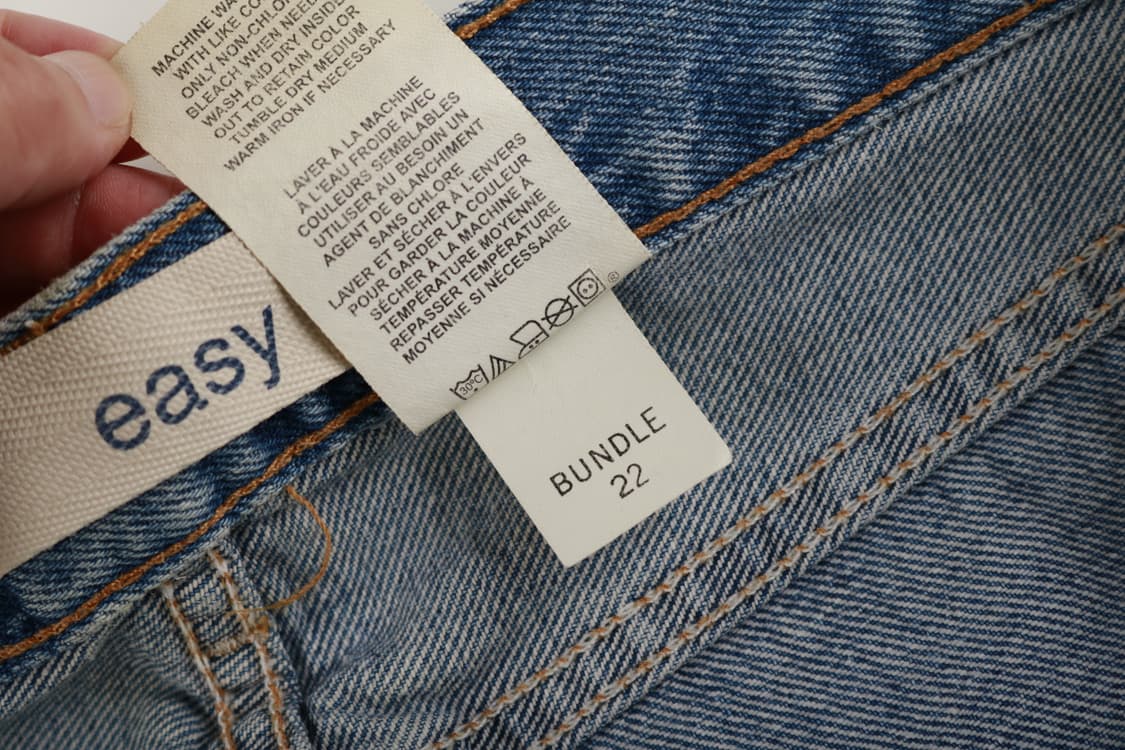 MACHINE WA
WITH LIKE CO
ONLY NON-CHLOR
BLEACH WHEN NEED
WASH AND DRY INSIDE
OUT TO RETAIN COLOR
TUMBLE DRY MEDIUM
WARM IRON IF NECESSARY
LAVER À LA MACHINE
À L'EAU FROIDE AVEC
COULEURS SEMBLABLES
UTILISER AU BESOIN UN
AGENT DE BLANCHIMENT
SANS CHLORE
LAVER ET SÉCHER À L'ENVERS
POUR GARDER LA COULEUR
SÉCHER À LA MACHINE À
TEMPÉRATURE MOYENNE
REPASSER TEMPÉRATURE
MOYENNE SI NÉCESSAIRE
30°C ®
easy
BUNDLE
22